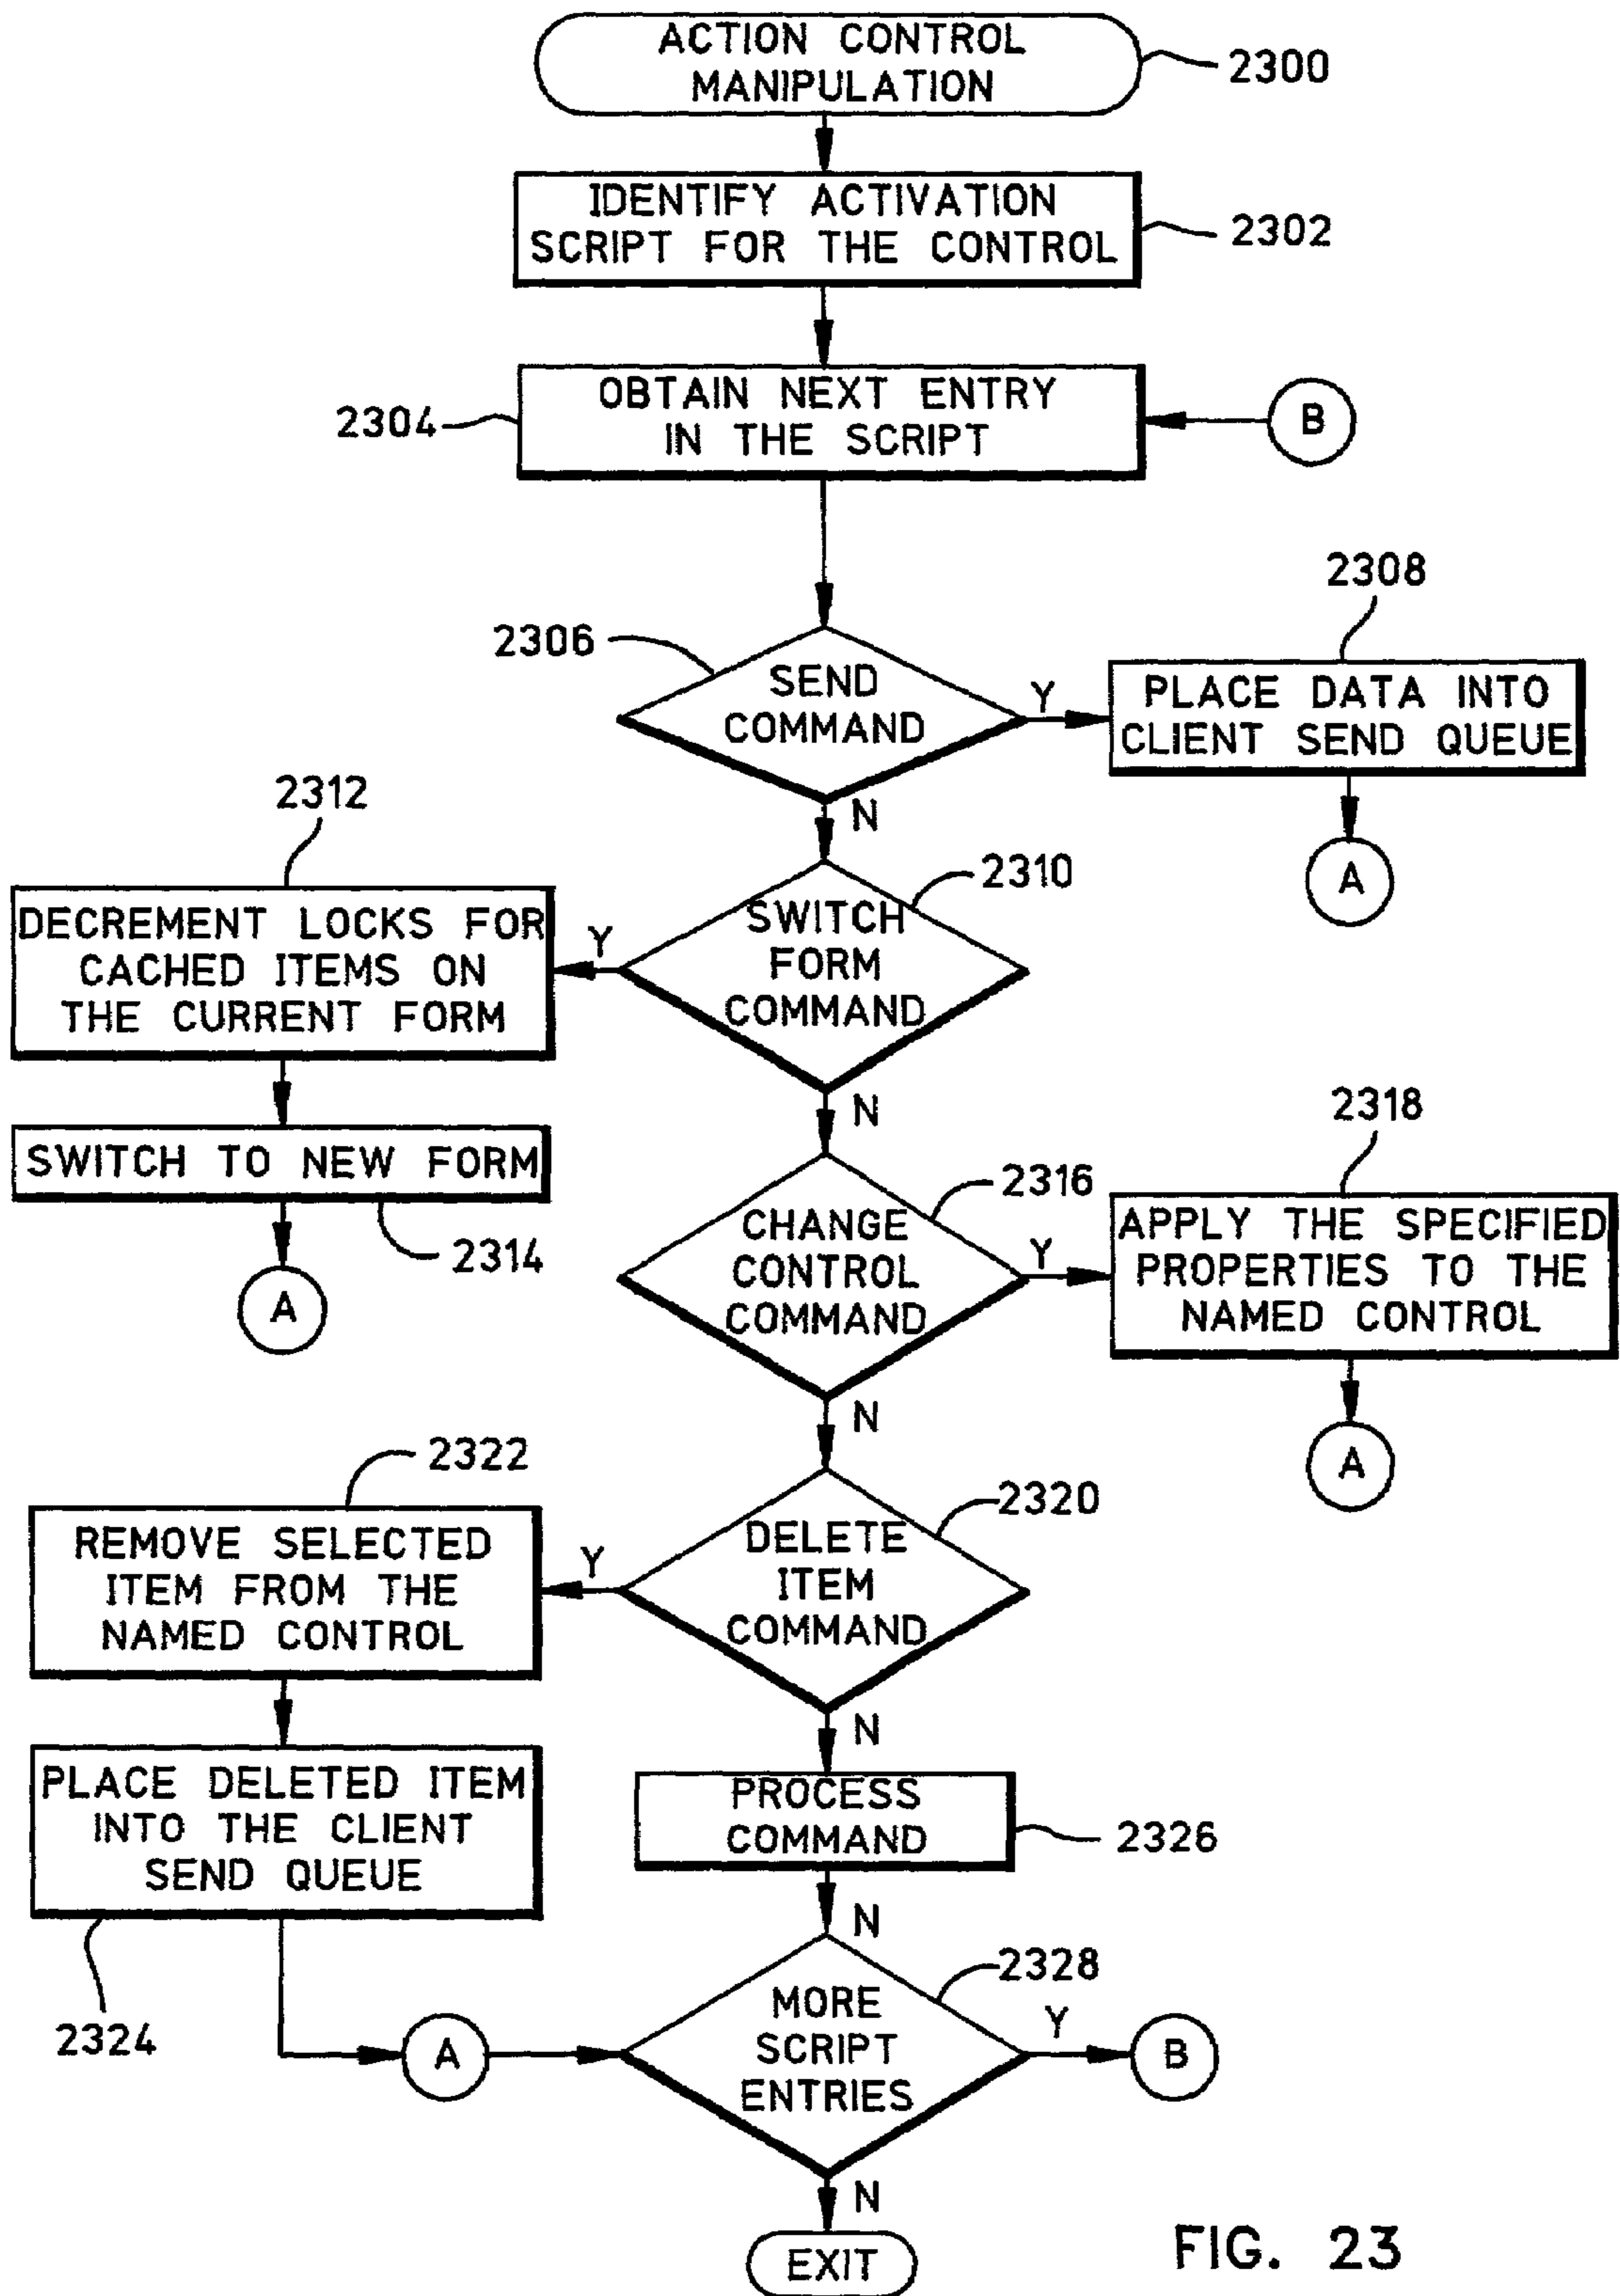 ACTION CONTROL
MANIPULATION
2300
IDENTIFY ACTIVATION
SCRIPT FOR THE CONTROL
2302
OBTAIN NEXT ENTRY
IN THE SCRIPT
2304
B
2306
SEND
COMMAND
Y
N
2308
PLACE DATA INTO
CLIENT SEND QUEUE
A
2310
SWITCH
FORM
COMMAND
Y
N
2312
DECREMENT LOCKS FOR
CACHED ITEMS ON
THE CURRENT FORM
SWITCH TO NEW FORM
2314
A
2316
CHANGE
CONTROL
COMMAND
Y
N
2318
APPLY THE SPECIFIED
PROPERTIES TO THE
NAMED CONTROL
A
2320
DELETE
ITEM
COMMAND
Y
N
2322
REMOVE SELECTED
ITEM FROM THE
NAMED CONTROL
PLACE DELETED ITEM
INTO THE CLIENT
SEND QUEUE
2324
PROCESS
COMMAND
2326
N
A
2328
MORE
SCRIPT
ENTRIES
Y
B
N
EXIT
FIG. 23